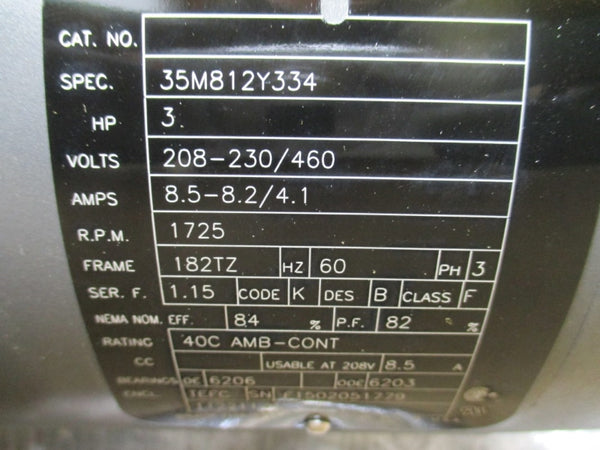 CAT. NO.
SPEC. 35M812Y334
HP 3
VOLTS 208-230/460
AMPS 8.5-8.2/4.1
R.P.M. 1725
FRAME 182TZ HZ 60 PH 3
SER. F. 1.15 CODE K DES B CLASS F
NEMA NOM. EFF. 84 % P.F. 82 %
RATING 40C AMB-CONT
CC USABLE AT 208V 8.5 A
BEARINGS DE 6206 ODE 6203
ENCL TEFC SN